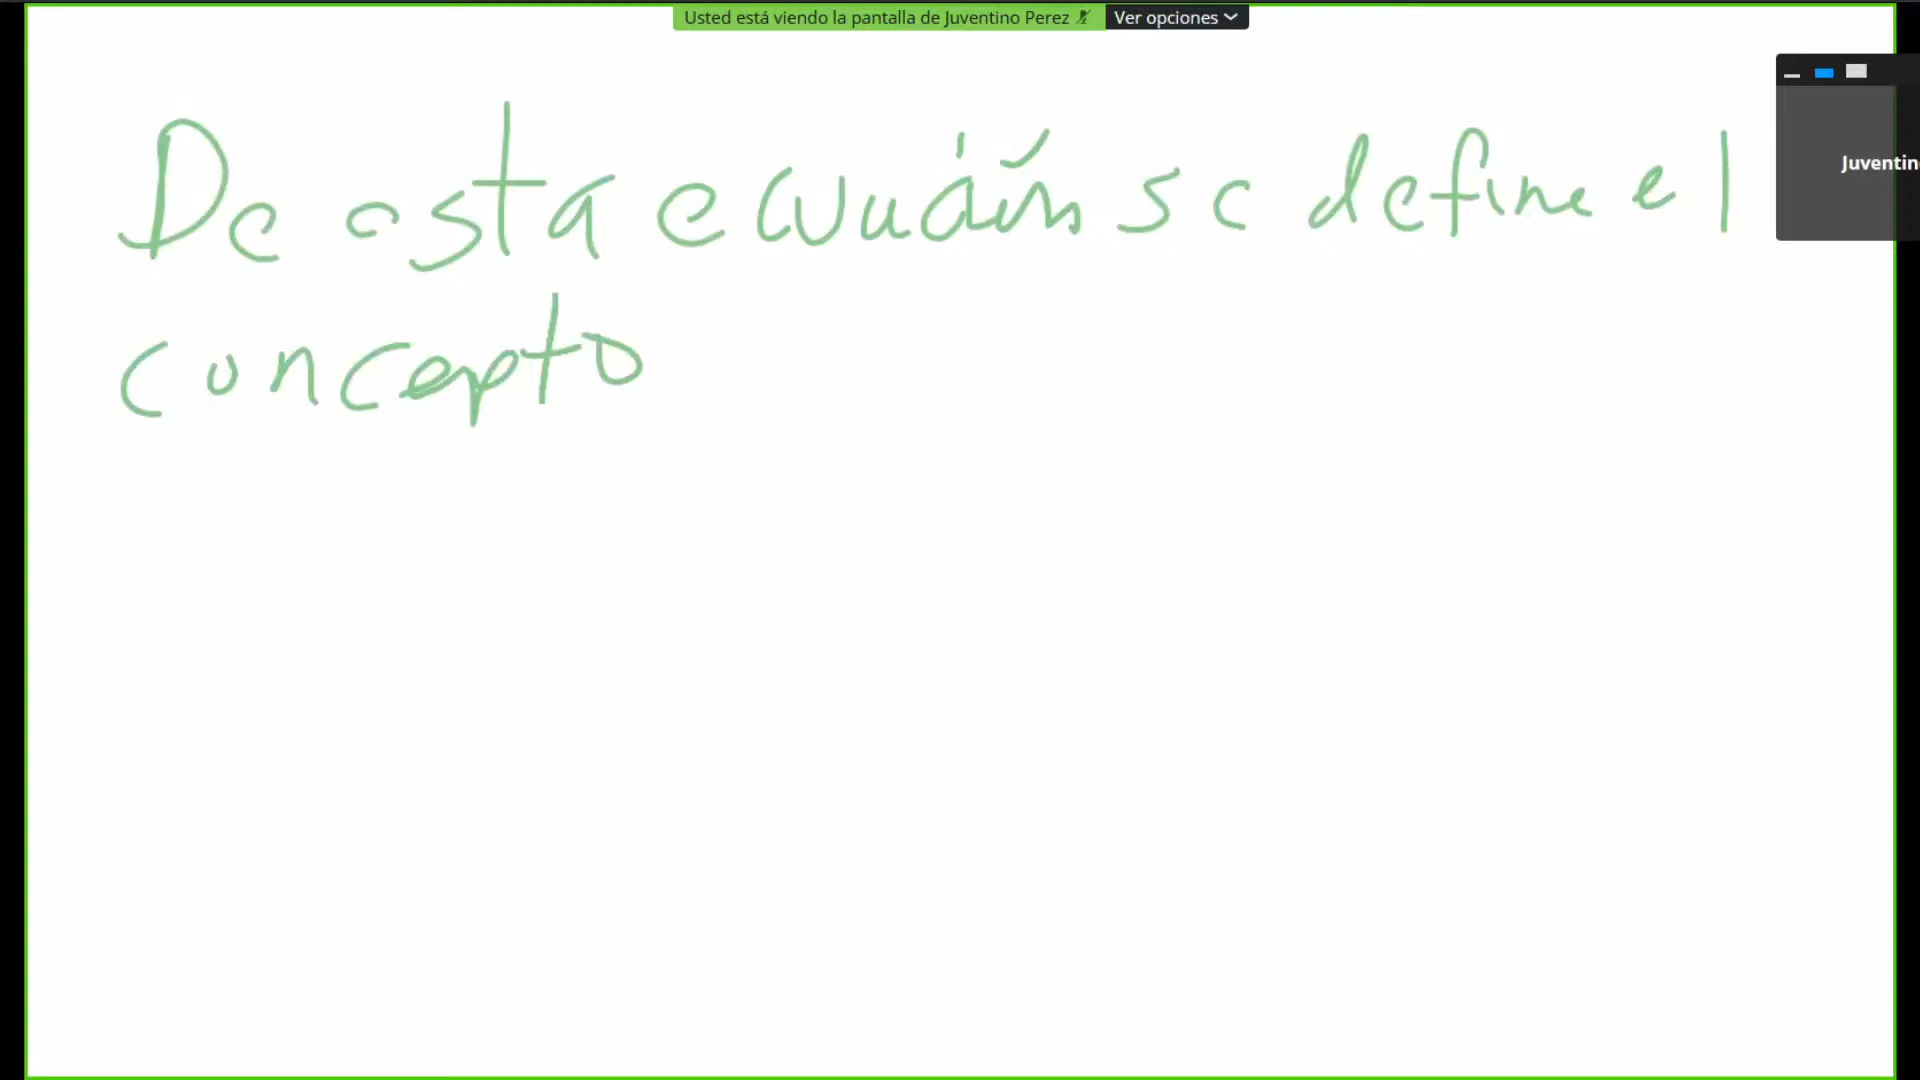 Usted está viendo la pantalla de Juventino Perez Ver opciones
Juventin
De esta ecuación se define el
concepto